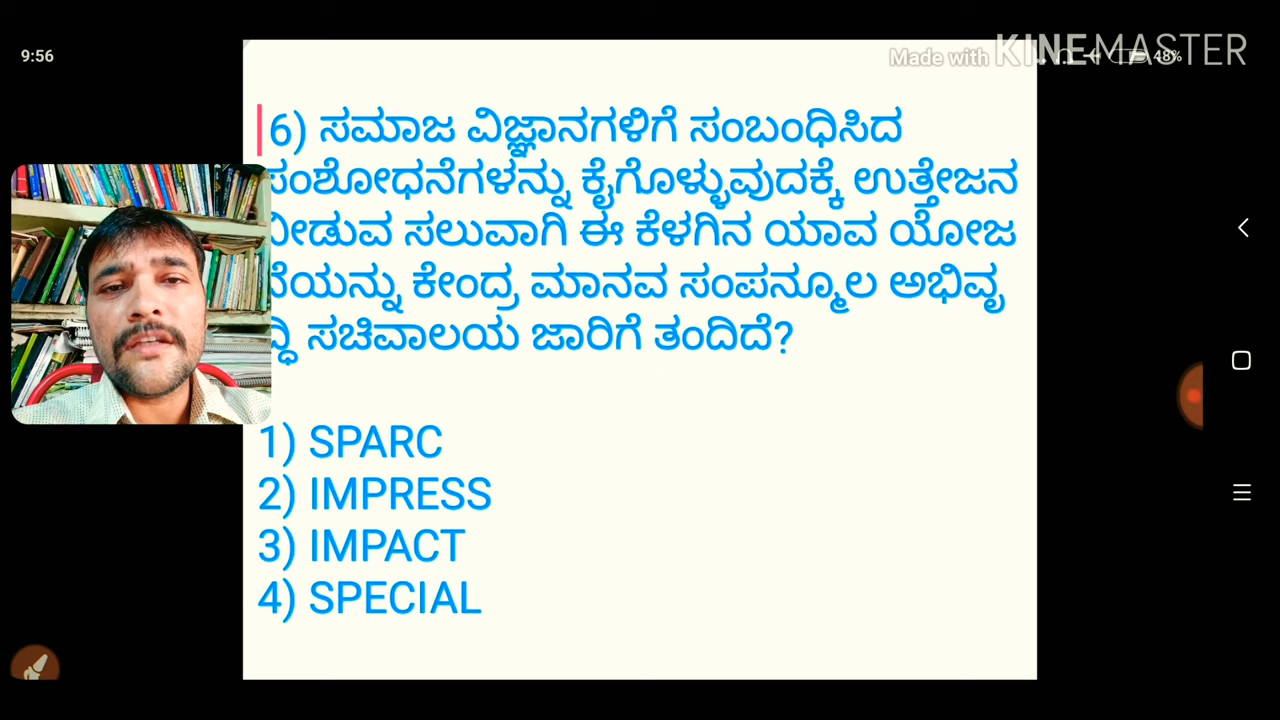 9:56
Made with KINEMASTER
48%
6) ಸಮಾಜ ವಿಜ್ಞಾನಗಳಿಗೆ ಸಂಬಂಧಿಸಿದ
ಸಂಶೋಧನೆಗಳನ್ನು ಕೈಗೊಳ್ಳುವುದಕ್ಕೆ ಉತ್ತೇಜನ
ನೀಡುವ ಸಲುವಾಗಿ ಈ ಕೆಳಗಿನ ಯಾವ ಯೋಜ
ನೆಯನ್ನು ಕೇಂದ್ರ ಮಾನವ ಸಂಪನ್ಮೂಲ ಅಭಿವೃ
ದ್ಧಿ ಸಚಿವಾಲಯ ಜಾರಿಗೆ ತಂದಿದೆ?
1) SPARC
2) IMPRESS
3) IMPACT
4) SPECIAL